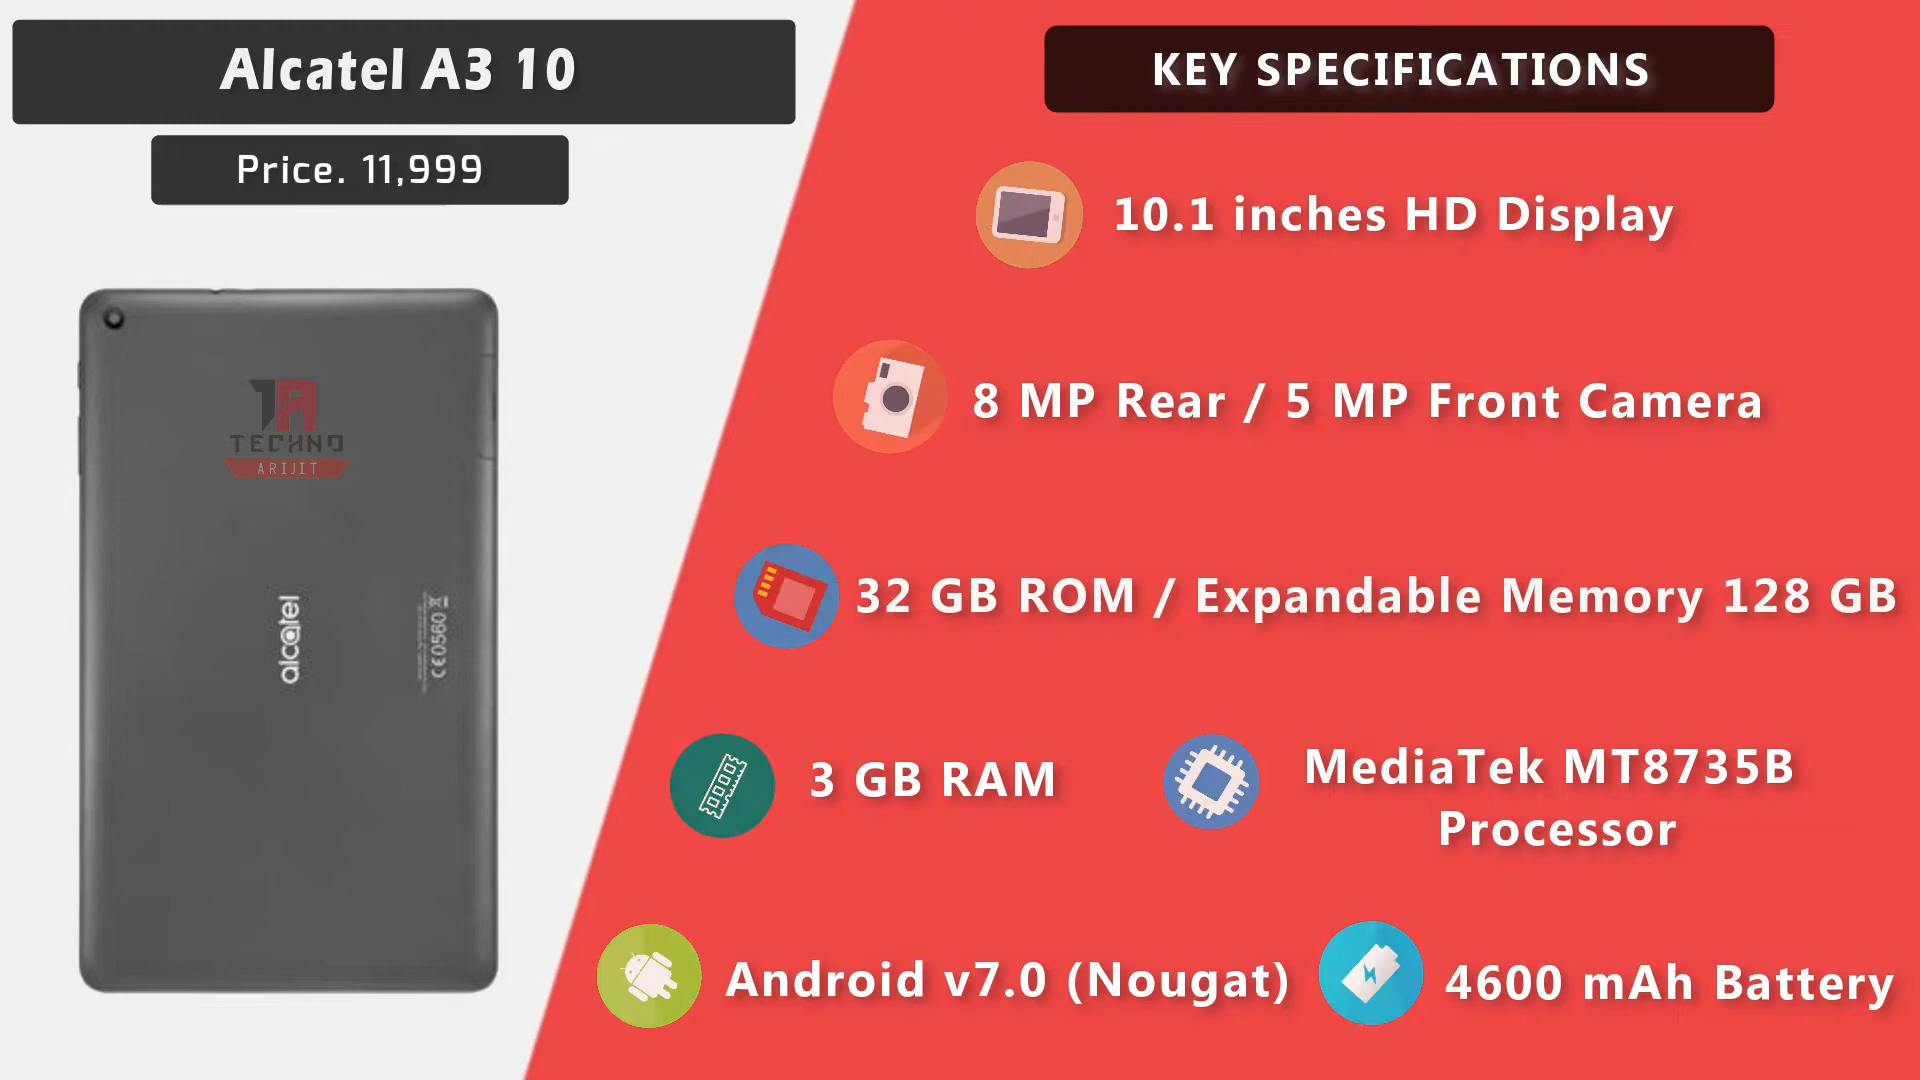 Alcatel A3 10
Price. 11,999
TECHNO
ARIJIT
alcatel
CE0560
KEY SPECIFICATIONS
10.1 inches HD Display
8 MP Rear / 5 MP Front Camera
32 GB ROM / Expandable Memory 128 GB
3 GB RAM
MediaTek MT8735B
Processor
Android v7.0 (Nougat)
4600 mAh Battery